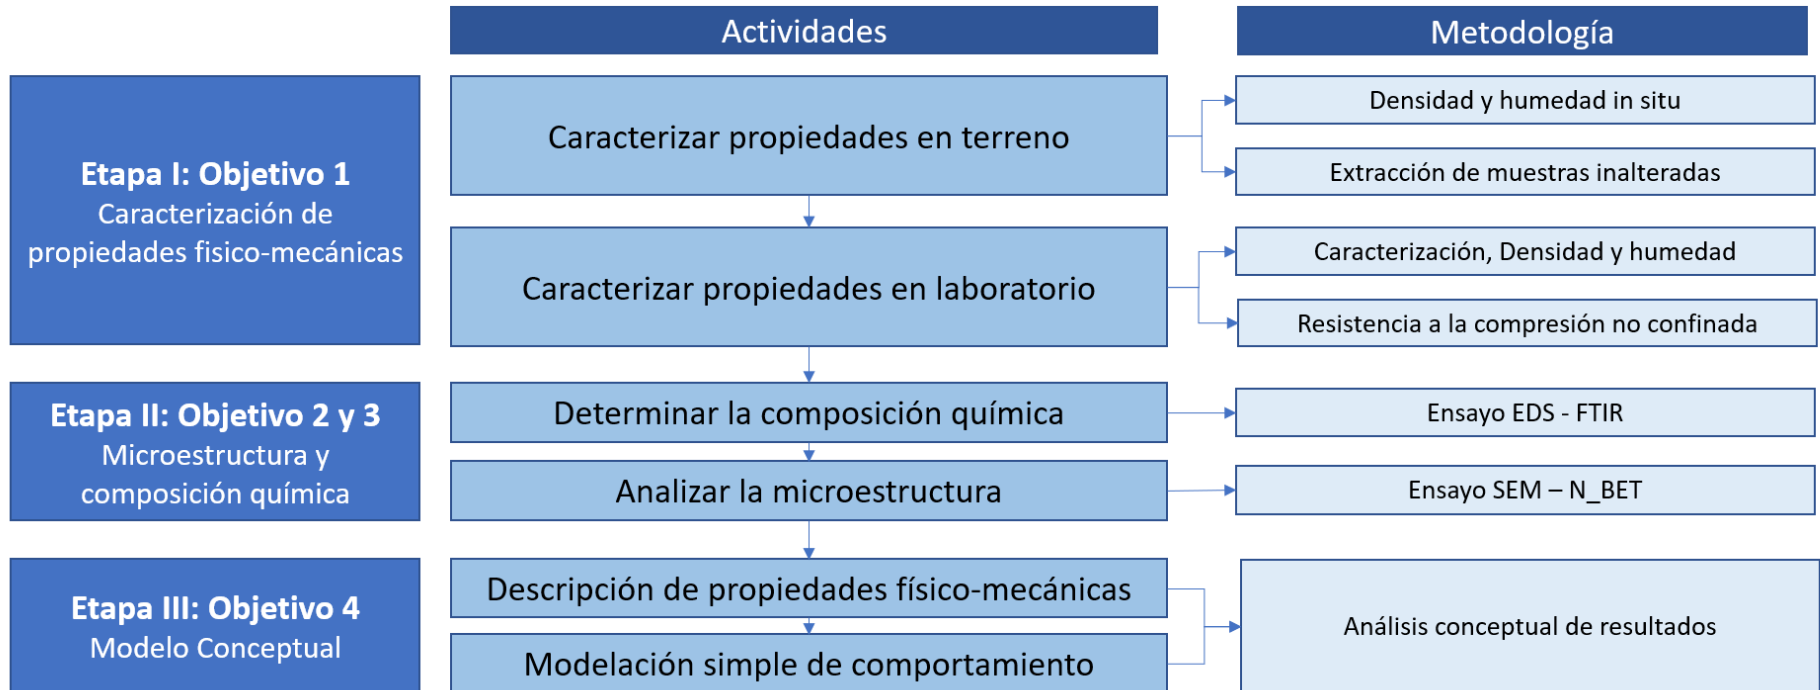 Actividades
Metodología
Etapa I: Objetivo 1
Caracterización de
propiedades fisico-mecánicas
Caracterizar propiedades en terreno
Densidad y humedad in situ
Extracción de muestras inalteradas
Caracterizar propiedades en laboratorio
Caracterización, Densidad y humedad
Resistencia a la compresión no confinada
Etapa II: Objetivo 2 y 3
Microestructura y
composición química
Determinar la composición química
Ensayo EDS - FTIR
Analizar la microestructura
Ensayo SEM – N_BET
Etapa III: Objetivo 4
Modelo Conceptual
Descripción de propiedades físico-mecánicas
Modelación simple de comportamiento
Análisis conceptual de resultados